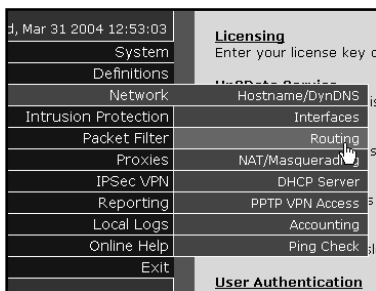 d, Mar 31 2004 12:53:03
System
Definitions
Network
Intrusion Protection
Packet Filter
Proxies
IPSec VPN
Reporting
Local Logs
Online Help
Exit
Hostname/DynDNS
Interfaces
Routing
NAT/Masquerading
DHCP Server
PPTP VPN Access
Accounting
Ping Check
Licensing
Enter your license key
User Authentication